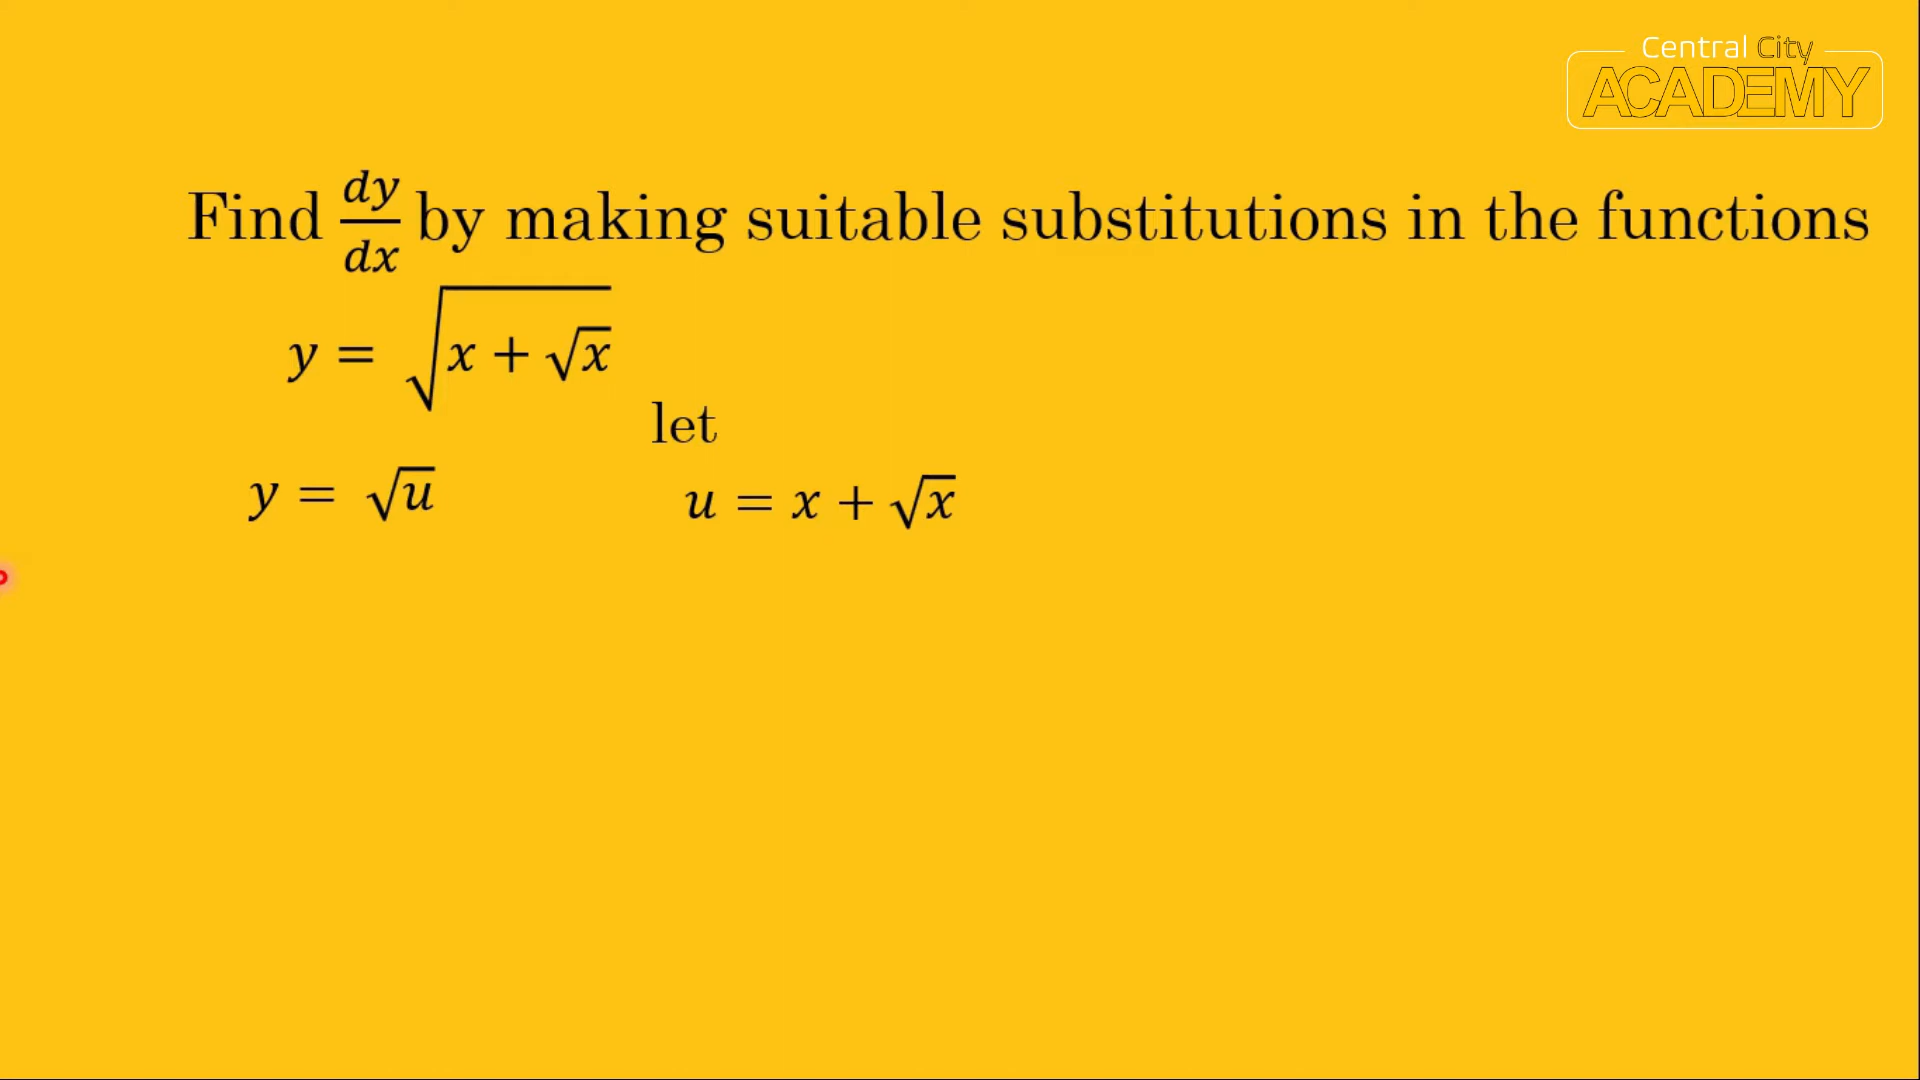 Central City
ACADEMY
Find dy/dx by making suitable substitutions in the functions
y = √(x + √x)
let
y = √u
u = x + √x